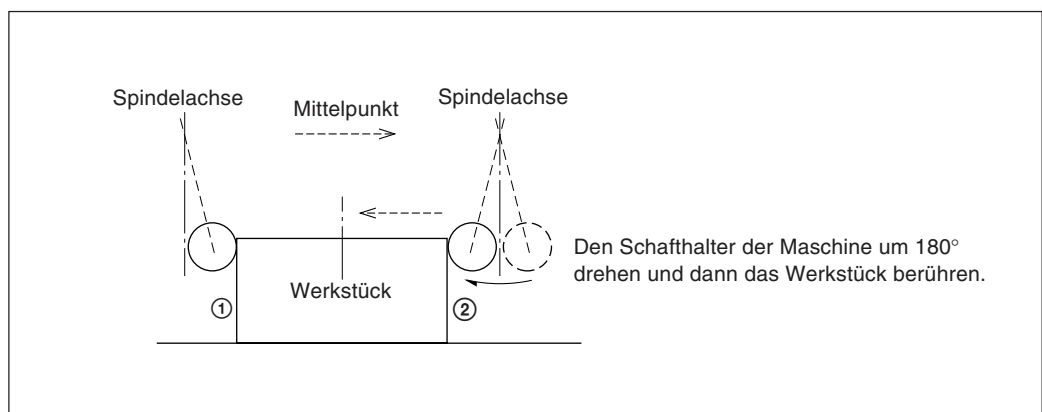 Spindelachse
Mittelpunkt
Spindelachse
Den Schafthalter der Maschine um 180°
drehen und dann das Werkstück berühren.
Werkstück
①
②